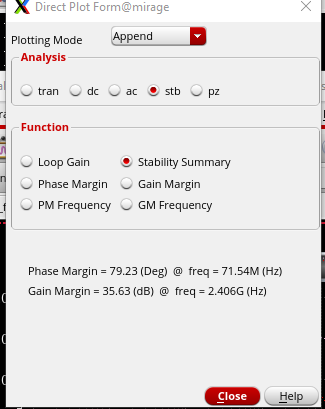 Direct Plot Form@mirage
Plotting Mode Append
Analysis
tran dc ac stb pz
Function
Loop Gain Stability Summary
Phase Margin Gain Margin
PM Frequency GM Frequency
Phase Margin = 79.23 (Deg) @ freq = 71.54M (Hz)
Gain Margin = 35.63 (dB) @ freq = 2.406G (Hz)
Close Help